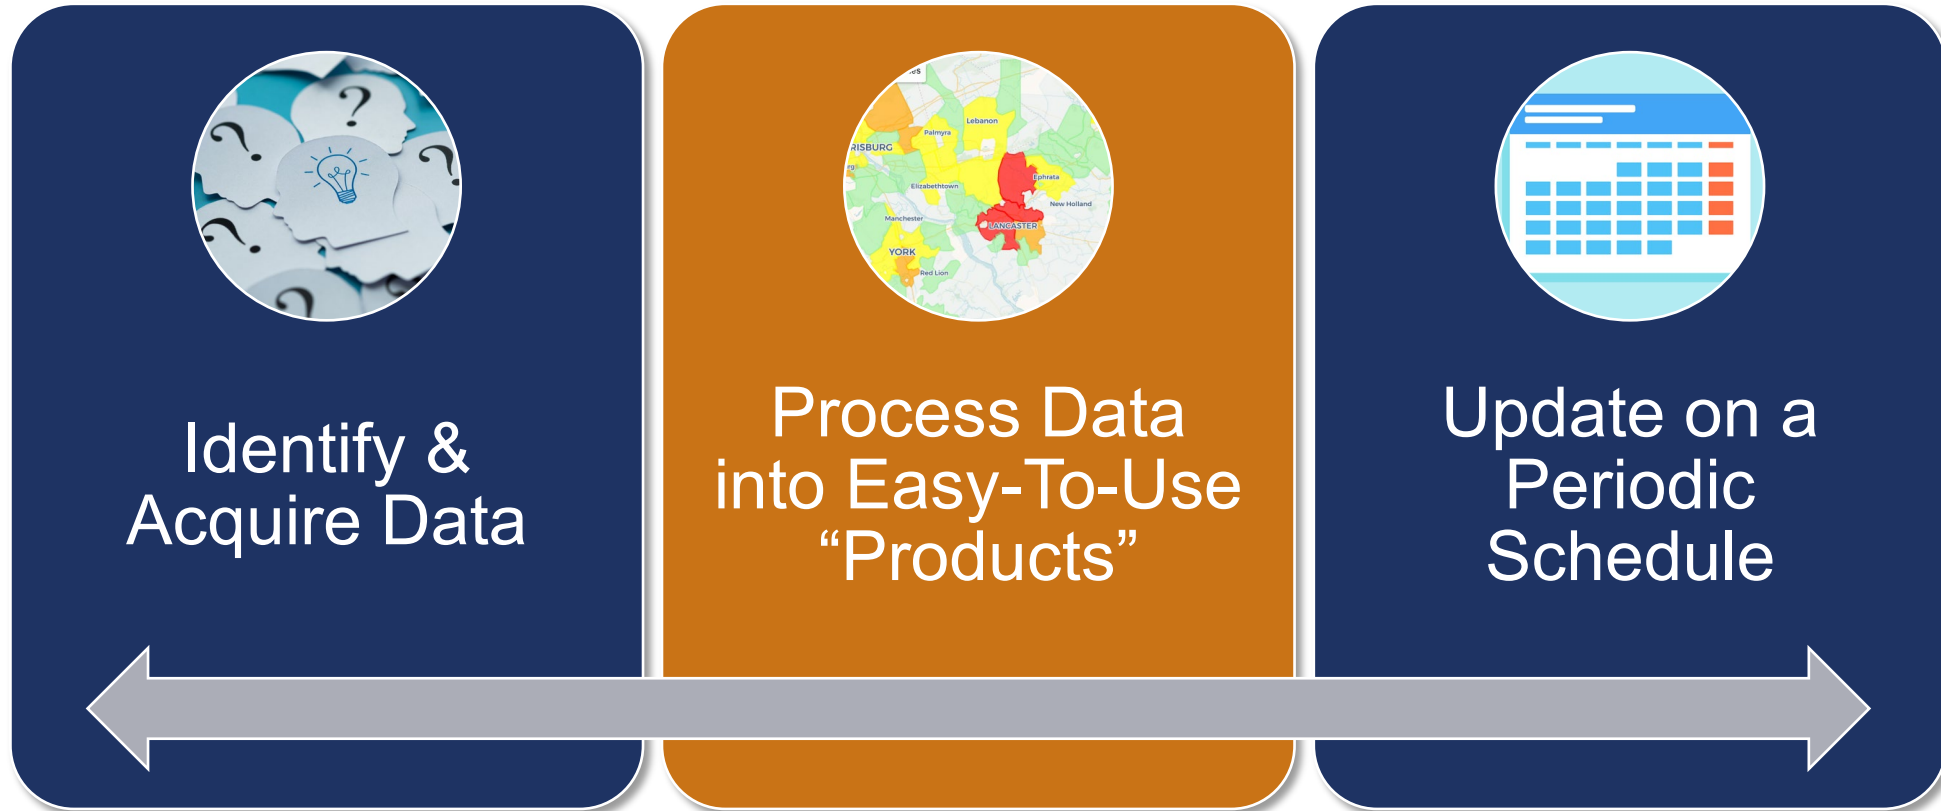 Identify &
Acquire Data
Process Data
into Easy-To-Use
“Products”
Update on a
Periodic
Schedule
?
?
?
?
?
Lebanon
Palmyra
RISBURG
Ephrata
Elizabethtown
New Holland
Manchester
LANCASTER
YORK
Red Lion